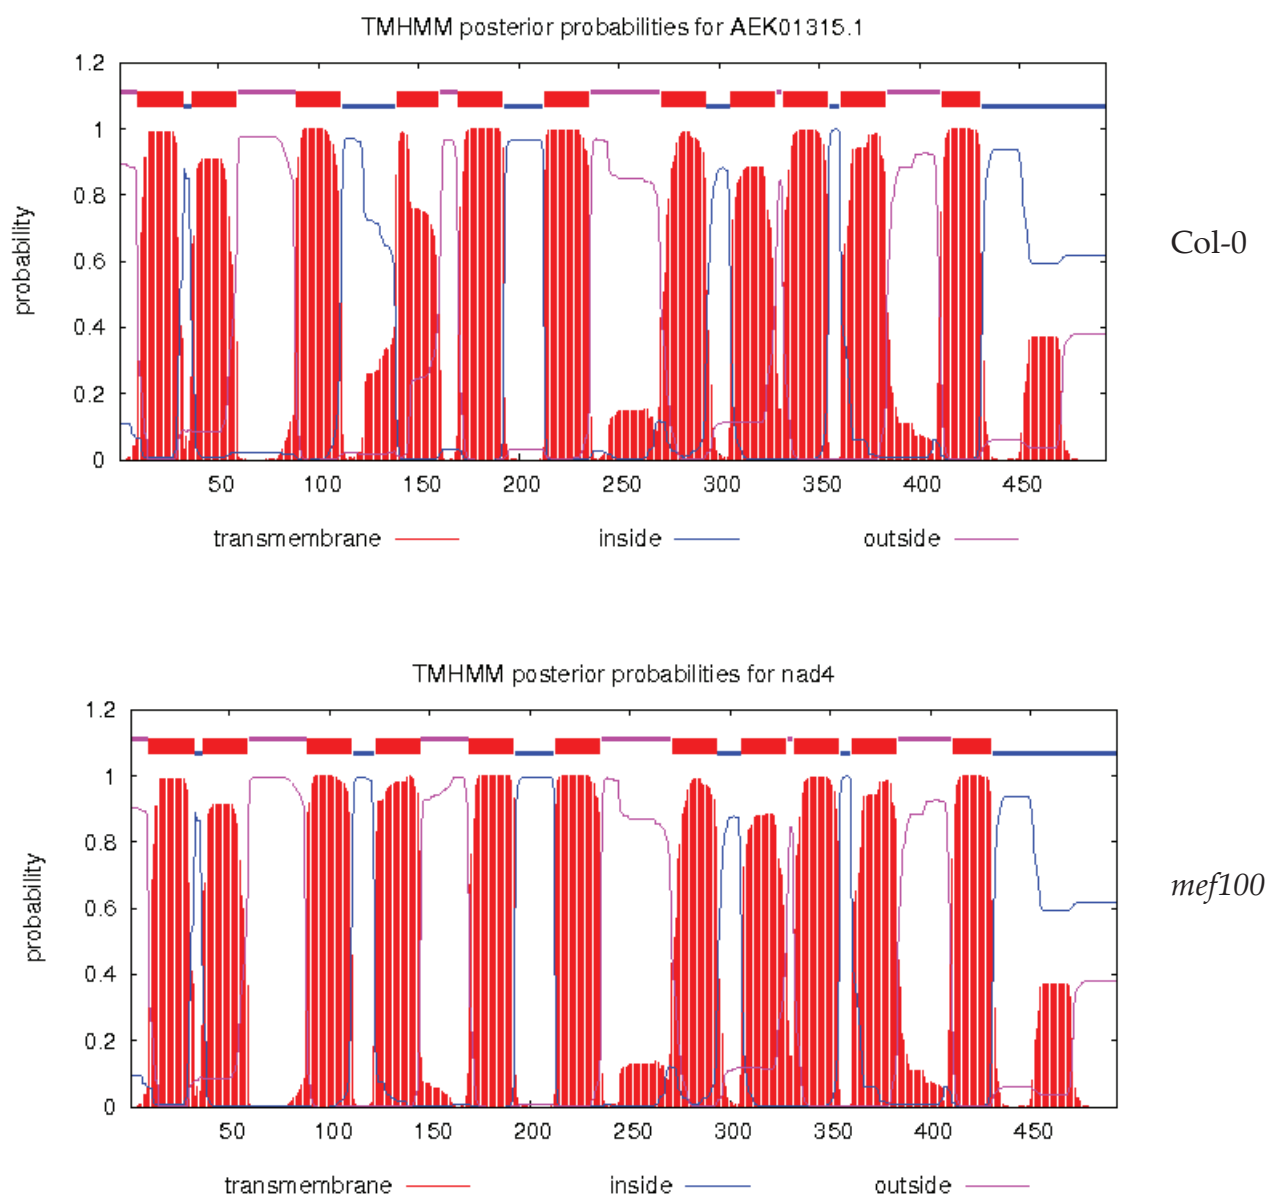 TMHMM posterior probabilities for AEK01315.1
1.2
1
0.8
0.6
0.4
0.2
0
probability
50 100 150 200 250 300 350 400 450
transmembrane inside outside
Col-0
TMHMM posterior probabilities for nad4
1.2
1
0.8
0.6
0.4
0.2
0
probability
50 100 150 200 250 300 350 400 450
transmembrane inside outside
mef100